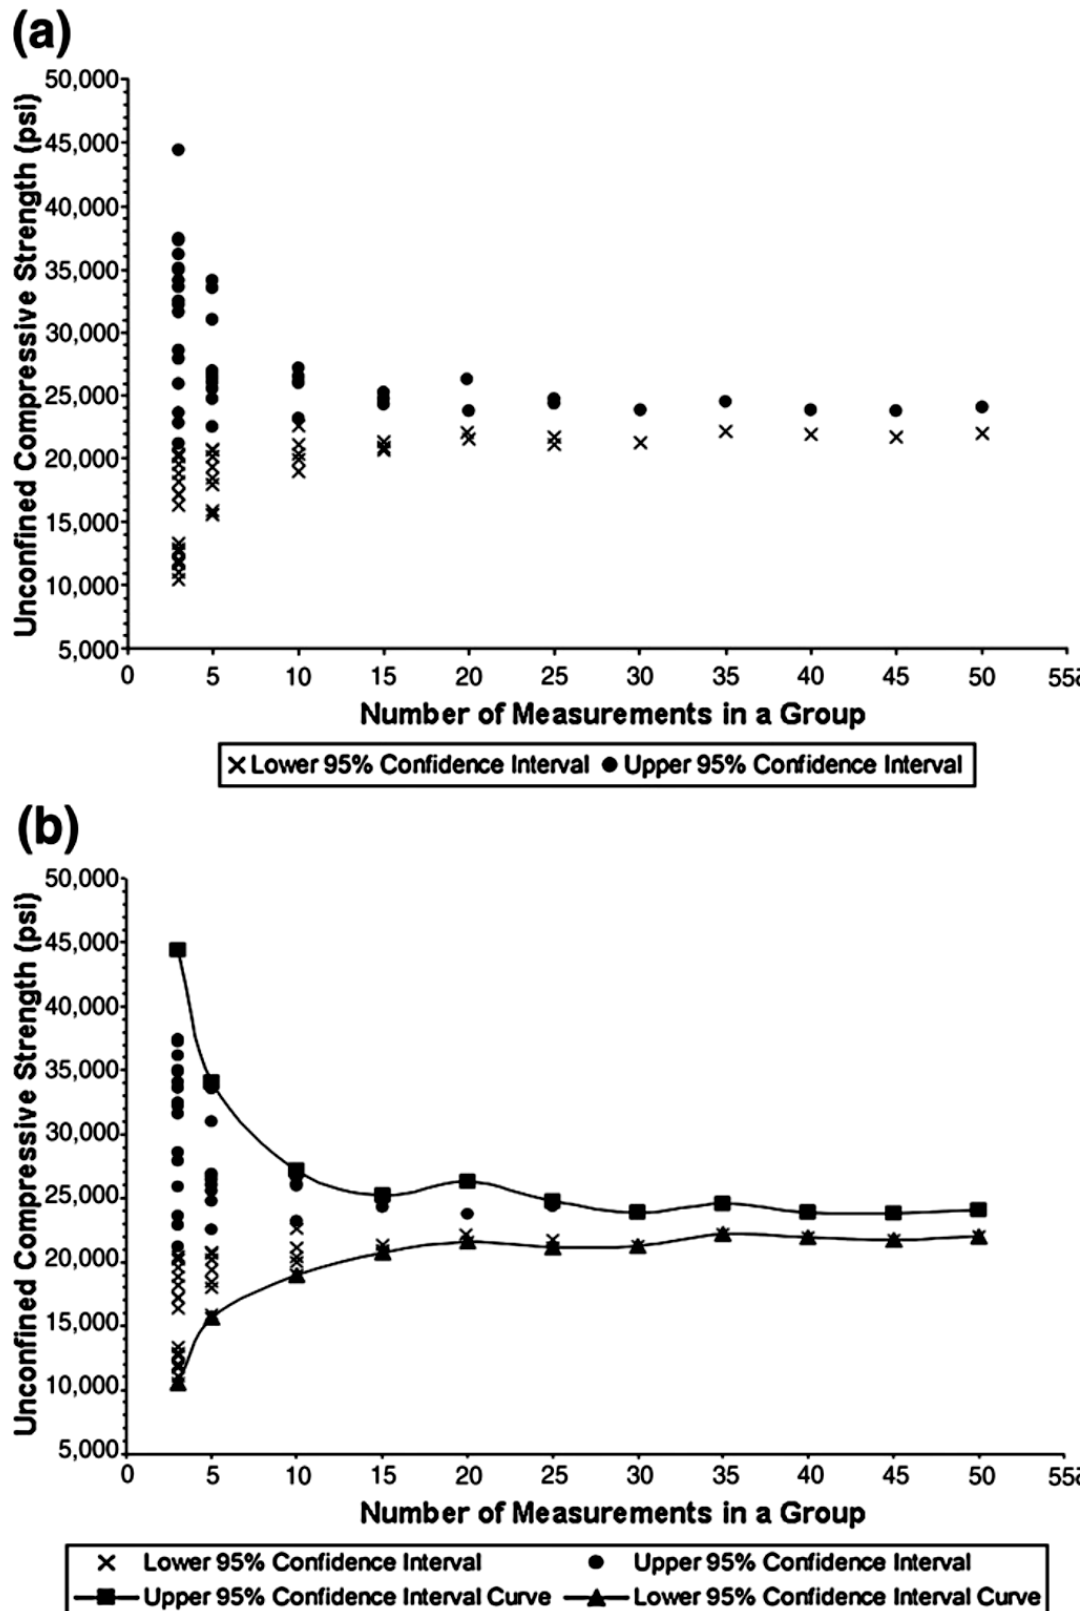 (a)
Unconfined Compressive Strength (psi)
50,000
45,000
40,000
35,000
30,000
25,000
20,000
15,000
10,000
5,000
0 5 10 15 20 25 30 35 40 45 50
Number of Measurements in a Group
Lower 95% Confidence Interval Upper 95% Confidence Interval
(b)
Unconfined Compressive Strength (psi)
50,000
45,000
40,000
35,000
30,000
25,000
20,000
15,000
10,000
5,000
0 5 10 15 20 25 30 35 40 45 50
Number of Measurements in a Group
Lower 95% Confidence Interval Upper 95% Confidence Interval
Upper 95% Confidence Interval Curve Lower 95% Confidence Interval Curve